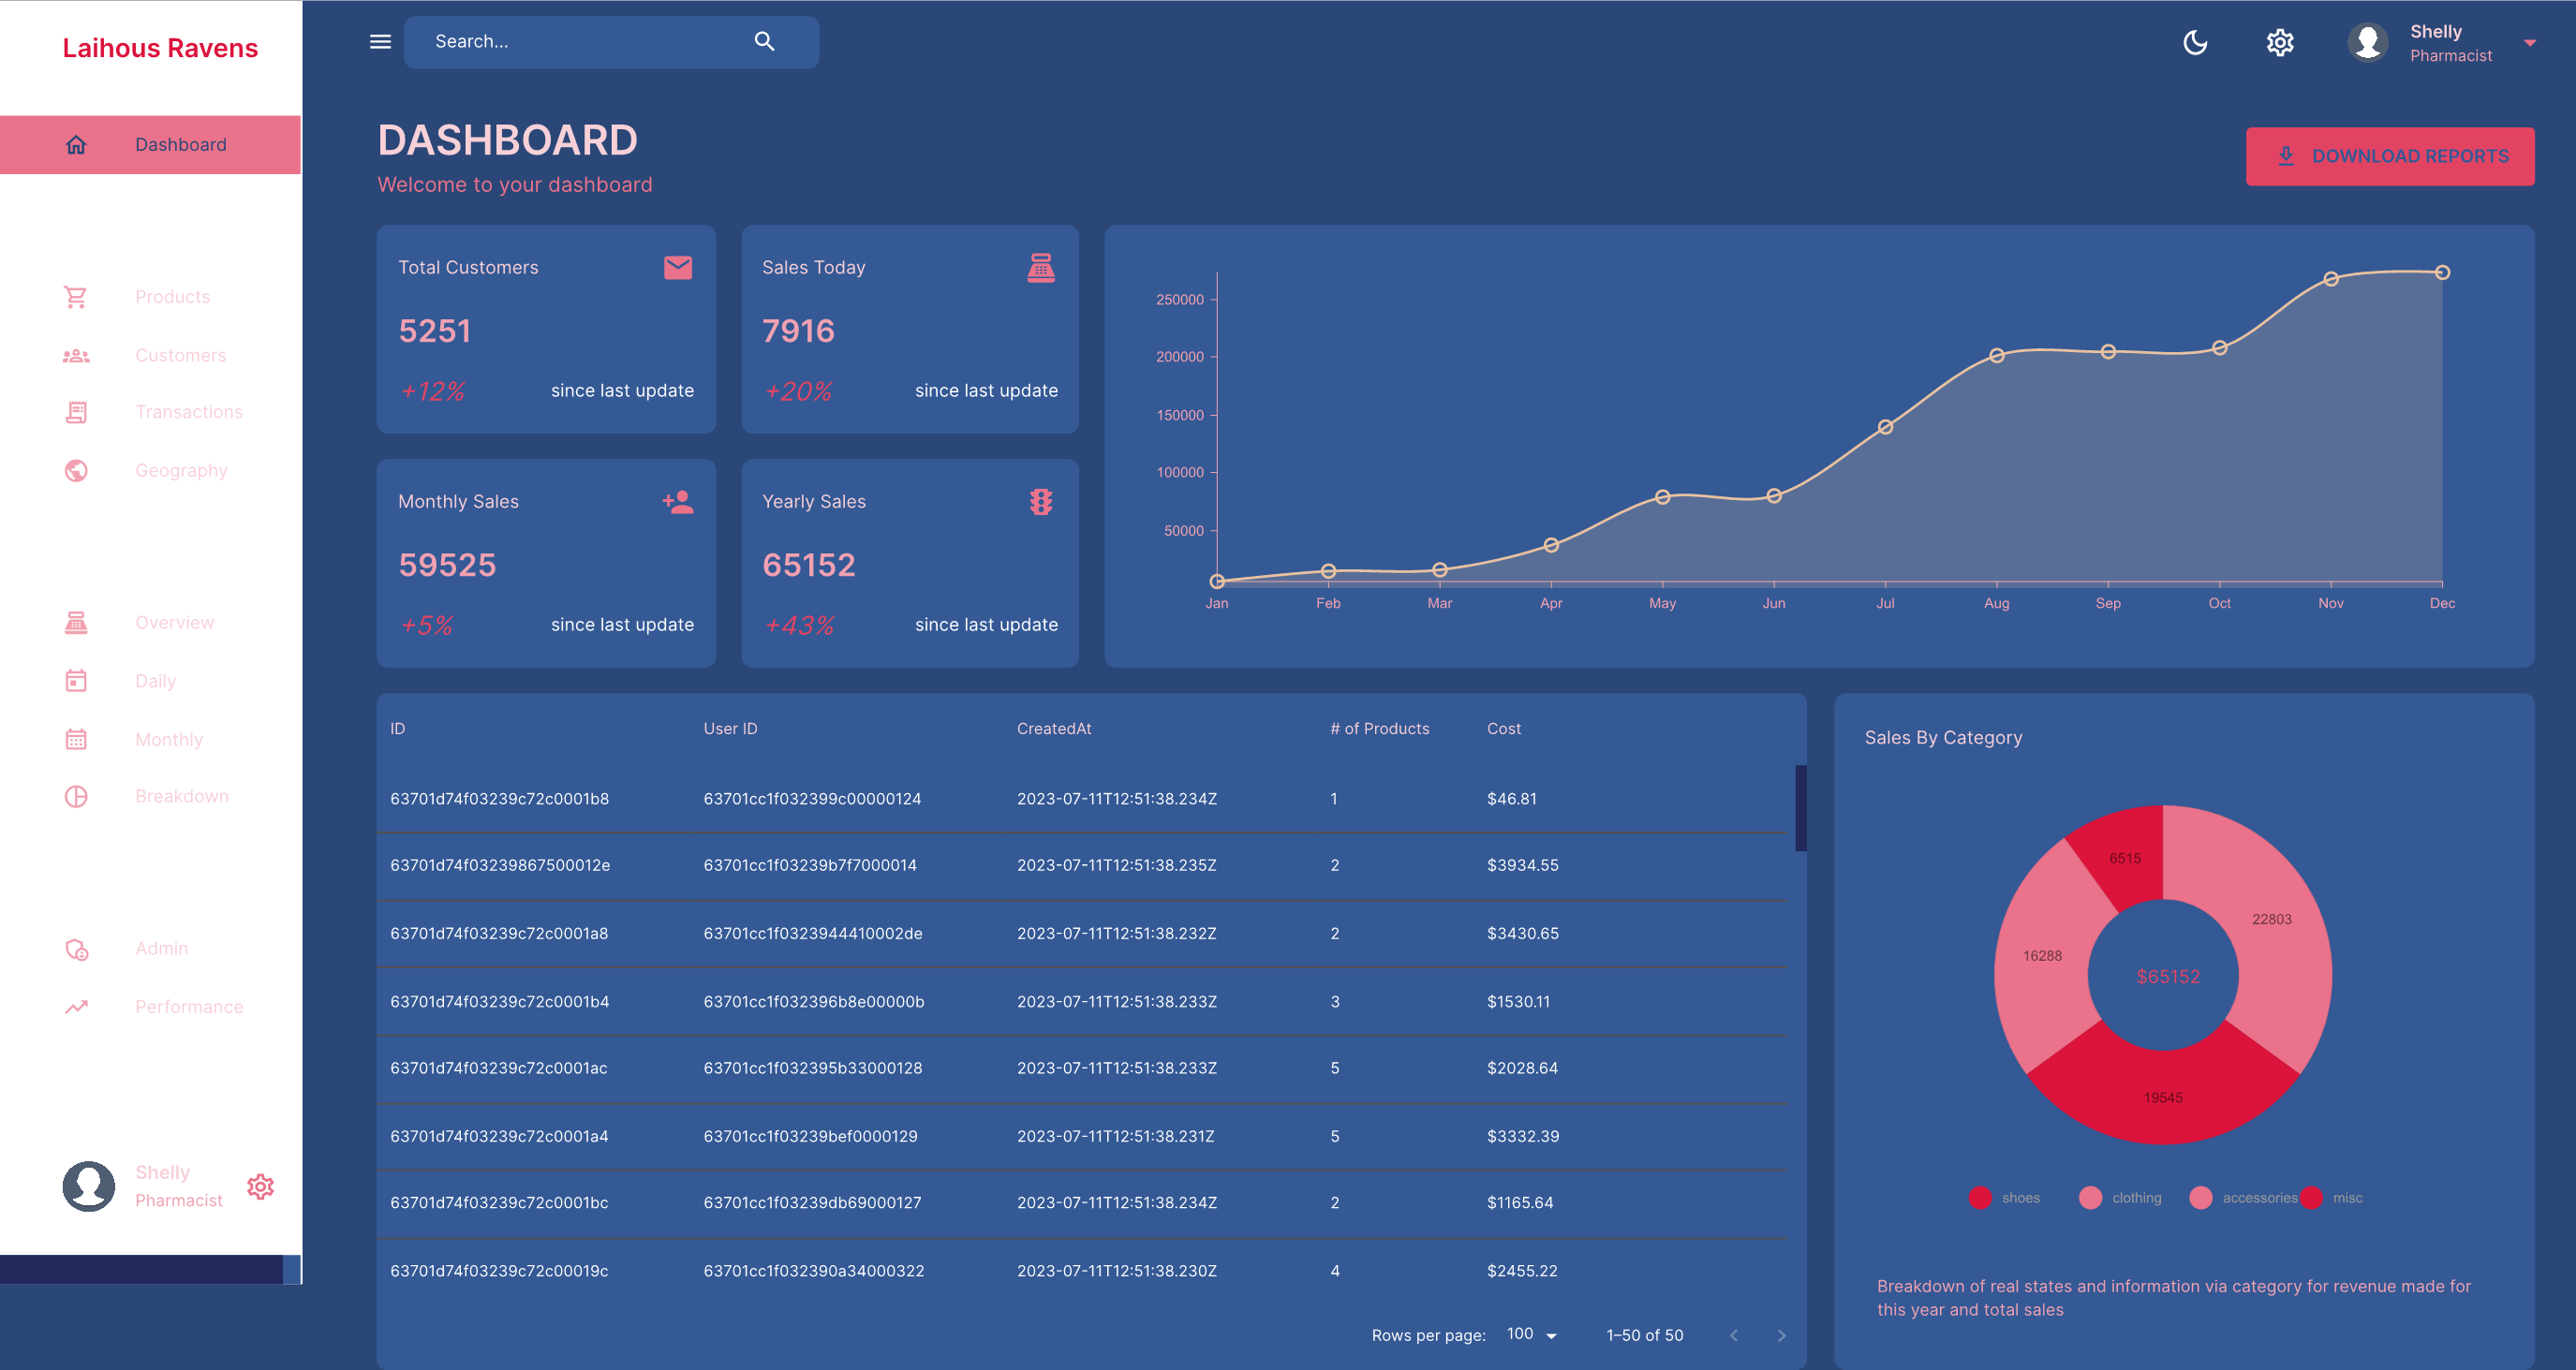 Laihous Ravens
Dashboard
Products
Customers
Transactions
Geography
Overview
Daily
Monthly
Breakdown
Admin
Performance
Shelly
Pharmacist
Search...
Shelly
Pharmacist
DASHBOARD
Welcome to your dashboard
DOWNLOAD REPORTS
Total Customers
5251
+12% since last update
Sales Today
7916
+20% since last update
Monthly Sales
59525
+5% since last update
Yearly Sales
65152
+43% since last update
250000
200000
150000
100000
50000
Jan Feb Mar Apr May Jun Jul Aug Sep Oct Nov Dec
ID User ID CreatedAt # of Products Cost
63701d74f03239c72c0001b8 63701cc1f032399c00000124 2023-07-11T12:51:38.234Z 1 $46.81
63701d74f03239867500012e 63701cc1f03239b7f7000014 2023-07-11T12:51:38.235Z 2 $3934.55
63701d74f03239c72c0001a8 63701cc1f0323944410002de 2023-07-11T12:51:38.232Z 2 $3430.65
63701d74f03239c72c0001b4 63701cc1f032396b8e00000b 2023-07-11T12:51:38.233Z 3 $1530.11
63701d74f03239c72c0001ac 63701cc1f032395b33000128 2023-07-11T12:51:38.233Z 5 $2028.64
63701d74f03239c72c0001a4 63701cc1f03239bef0000129 2023-07-11T12:51:38.231Z 5 $3332.39
63701d74f03239c72c0001bc 63701cc1f03239db69000127 2023-07-11T12:51:38.234Z 2 $1165.64
63701d74f03239c72c00019c 63701cc1f032390a34000322 2023-07-11T12:51:38.230Z 4 $2455.22
Rows per page: 100 1–50 of 50
Sales By Category
6515
22803
16288
$65152
19545
shoes clothing accessories misc
Breakdown of real states and information via category for revenue made for
this year and total sales